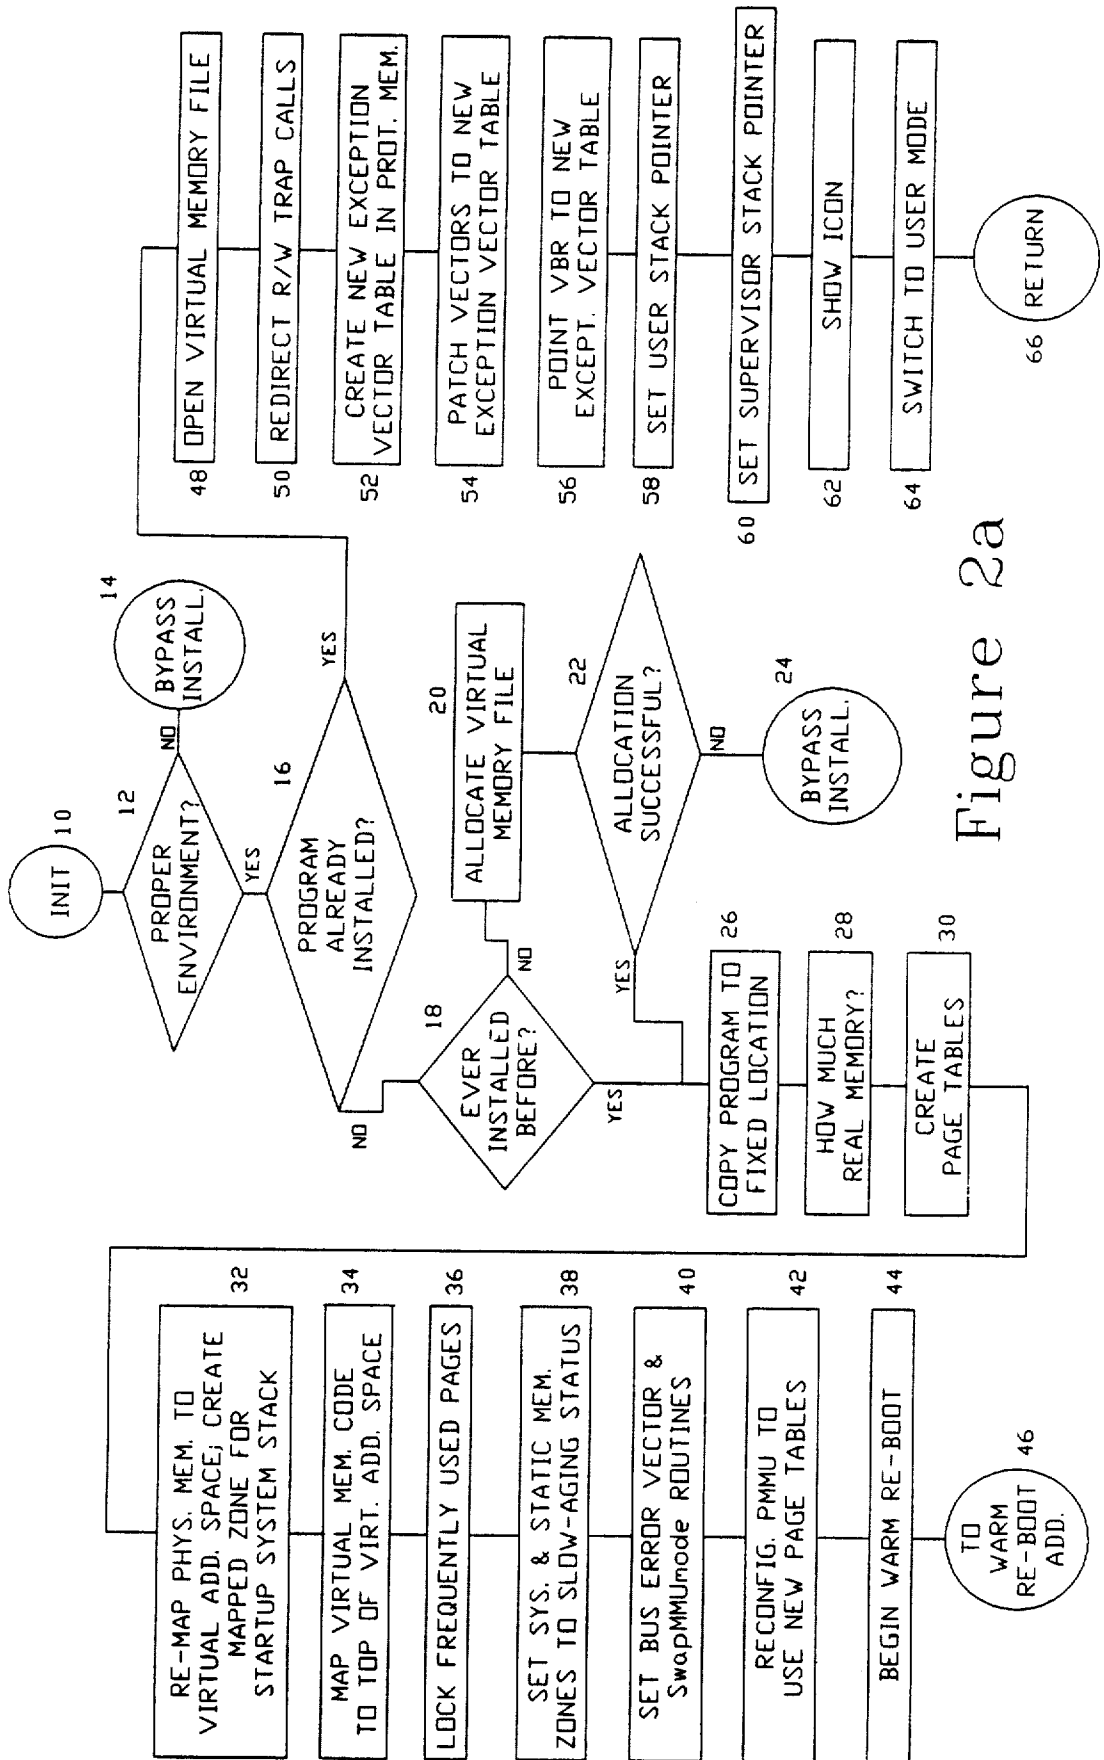 INIT
10
PROPER
ENVIRONMENT?
12
NO
BYPASS
INSTALL.
14
YES
PROGRAM
ALREADY
INSTALLED?
16
YES
NO
EVER
INSTALLED
BEFORE?
18
NO
YES
ALLOCATE VIRTUAL
MEMORY FILE
20
ALLOCATION
SUCCESSFUL?
22
YES
NO
BYPASS
INSTALL.
24
COPY PROGRAM TO
FIXED LOCATION
26
HOW MUCH
REAL MEMORY?
28
CREATE
PAGE TABLES
30
RE-MAP PHYS. MEM. TO
VIRTUAL ADD. SPACE; CREATE
MAPPED ZONE FOR
STARTUP SYSTEM STACK
32
MAP VIRTUAL MEM. CODE
TO TOP OF VIRT. ADD. SPACE
34
LOCK FREQUENTLY USED PAGES
36
SET SYS. & STATIC MEM.
ZONES TO SLOW-AGING STATUS
38
SET BUS ERROR VECTOR &
SwapMMUmode ROUTINES
40
RECONFIG. PMMU TO
USE NEW PAGE TABLES
42
BEGIN WARM RE-BOOT
44
TO
WARM
RE-BOOT
ADD.
46
48
OPEN VIRTUAL MEMORY FILE
50
REDIRECT R/W TRAP CALLS
52
CREATE NEW EXCEPTION
VECTOR TABLE IN PROT. MEM.
54
PATCH VECTORS TO NEW
EXCEPTION VECTOR TABLE
56
POINT VBR TO NEW
EXCEPT. VECTOR TABLE
58
SET USER STACK POINTER
60
SET SUPERVISOR STACK POINTER
62
SHOW ICON
64
SWITCH TO USER MODE
66
RETURN
Figure 2a